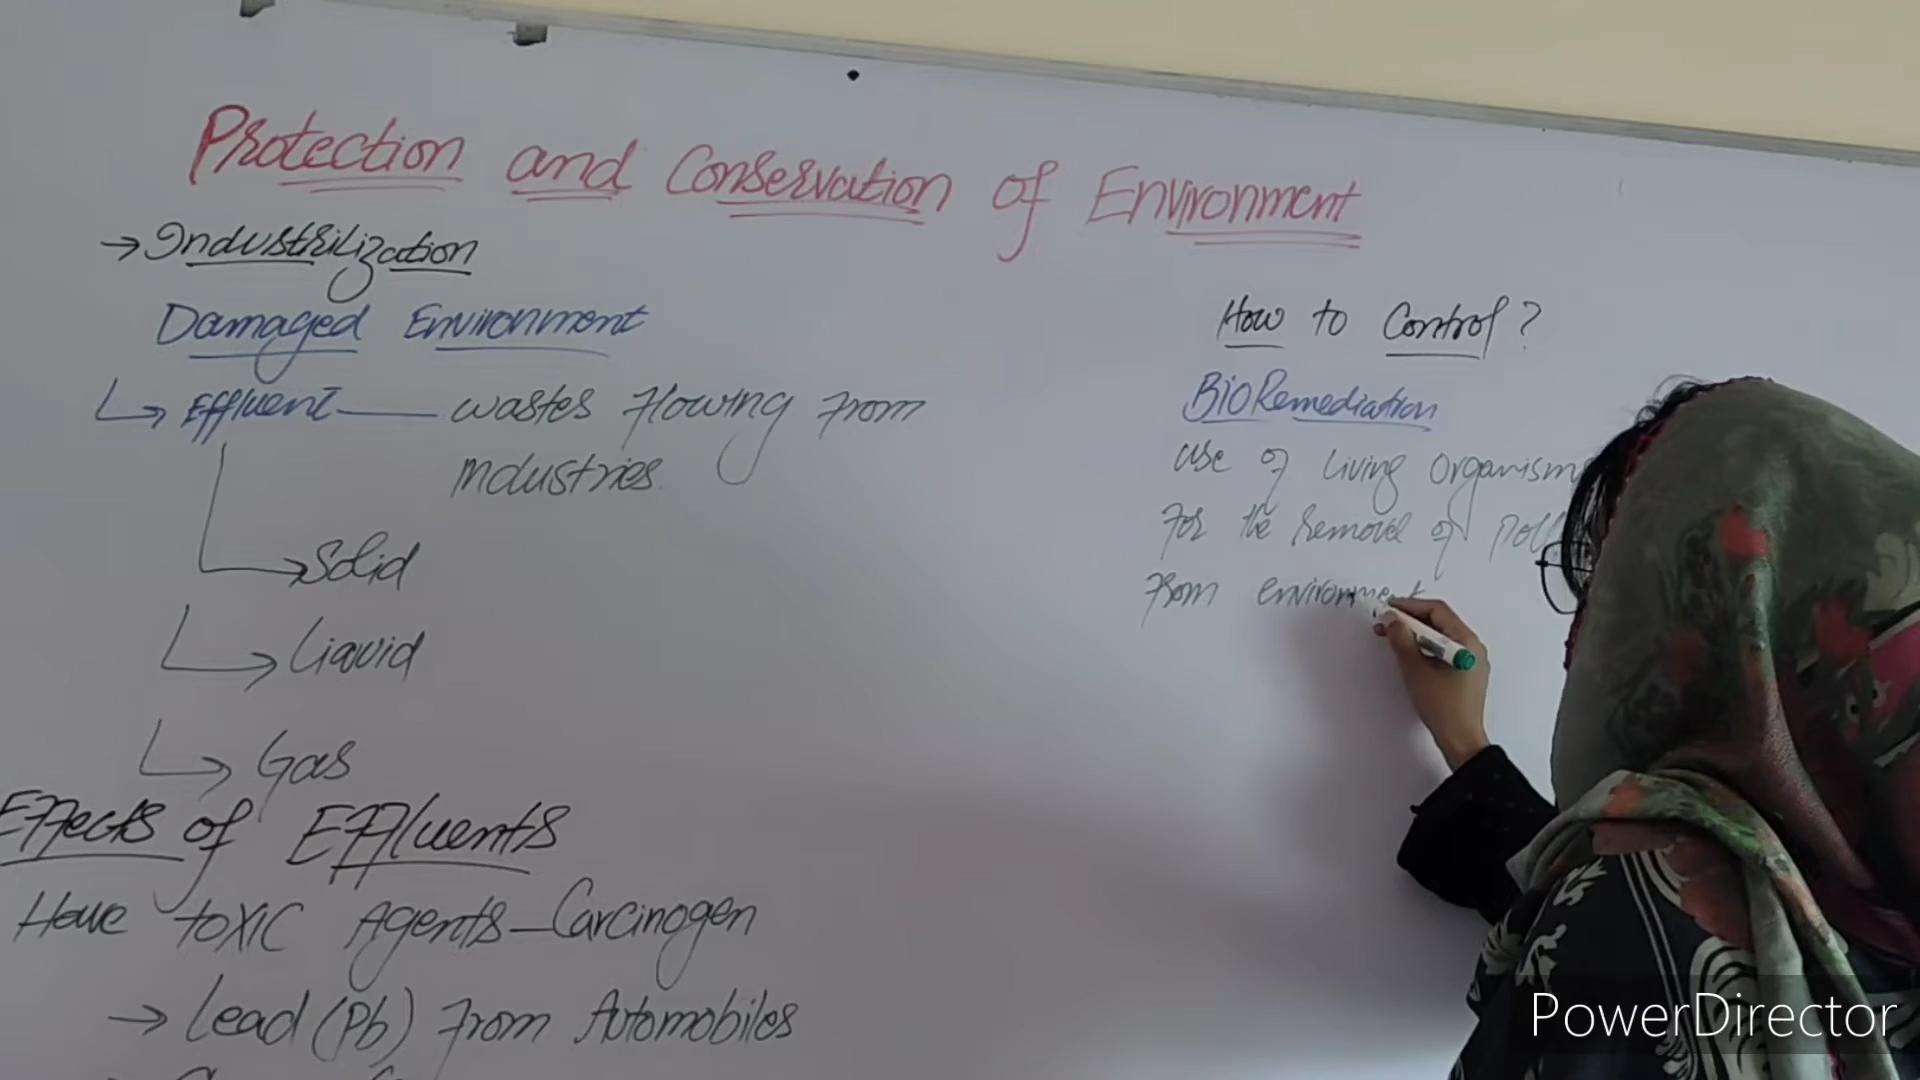 Protection and Conservation of Environment
→ Industrilization
Damaged Environment
Effluent — wastes flowing from
industries.
→ Solid
→ Liquid
→ Gas
Effects of Effluents
Have toxic Agents - Carcinogen
→ Lead (Pb) from Automobiles
How to Control?
BioRemediation
use of living organism
for the removal of
from environment
PowerDirector